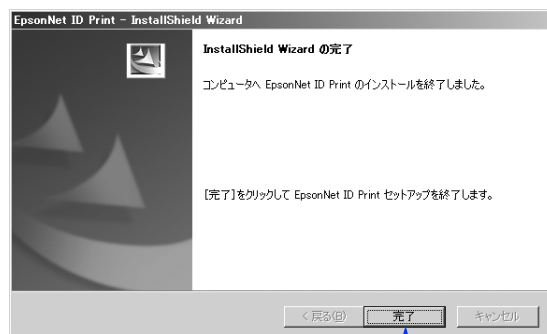 EpsonNet ID Print - InstallShield Wizard
InstallShield Wizard の完了
コンピュータへ EpsonNet ID Print のインストールを終了しました。
[完了]をクリックして EpsonNet ID Print セットアップを終了します。
< 戻る(B) 完了 キャンセル